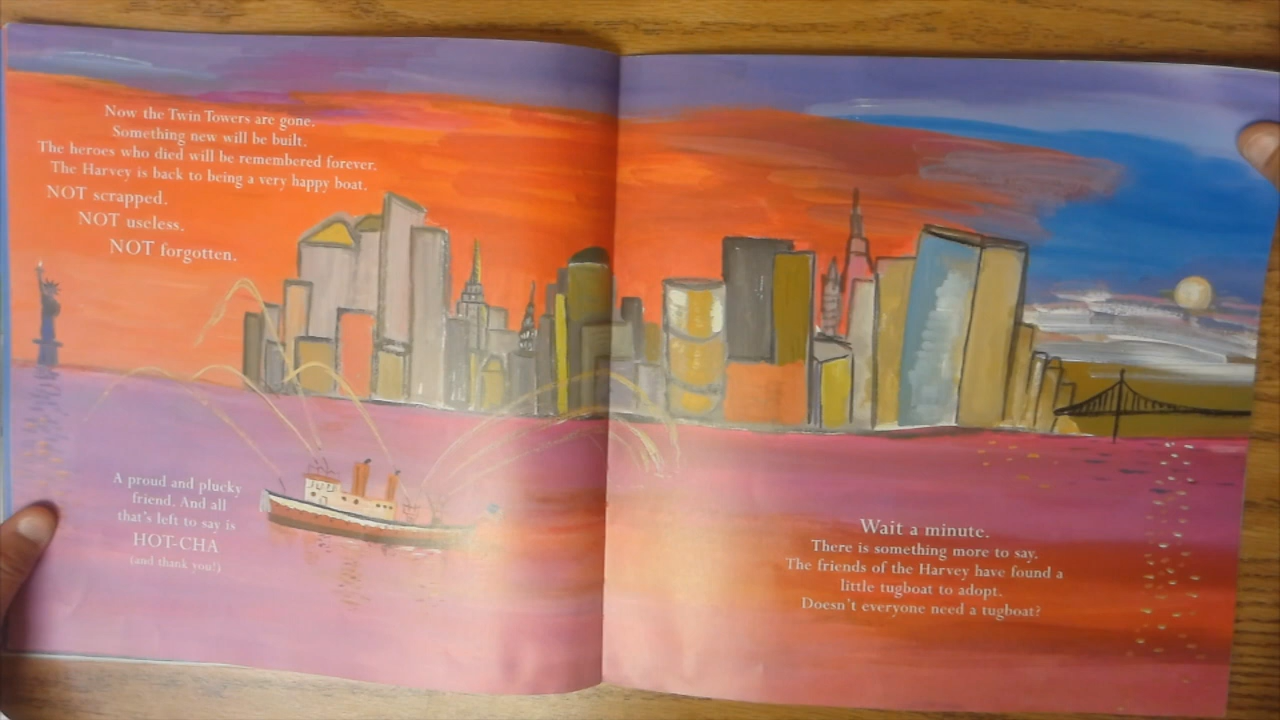 Now the Twin Towers are gone.
Something new will be built.
The heroes who died will be remembered forever.
The Harvey is back to being a very happy boat.
NOT scrapped.
NOT useless.
NOT forgotten.
A proud and plucky
friend. And all
that's left to say is
HOT-CHA
(and thank you!)
Wait a minute.
There is something more to say.
The friends of the Harvey have found a
little tugboat to adopt.
Doesn't everyone need a tugboat?